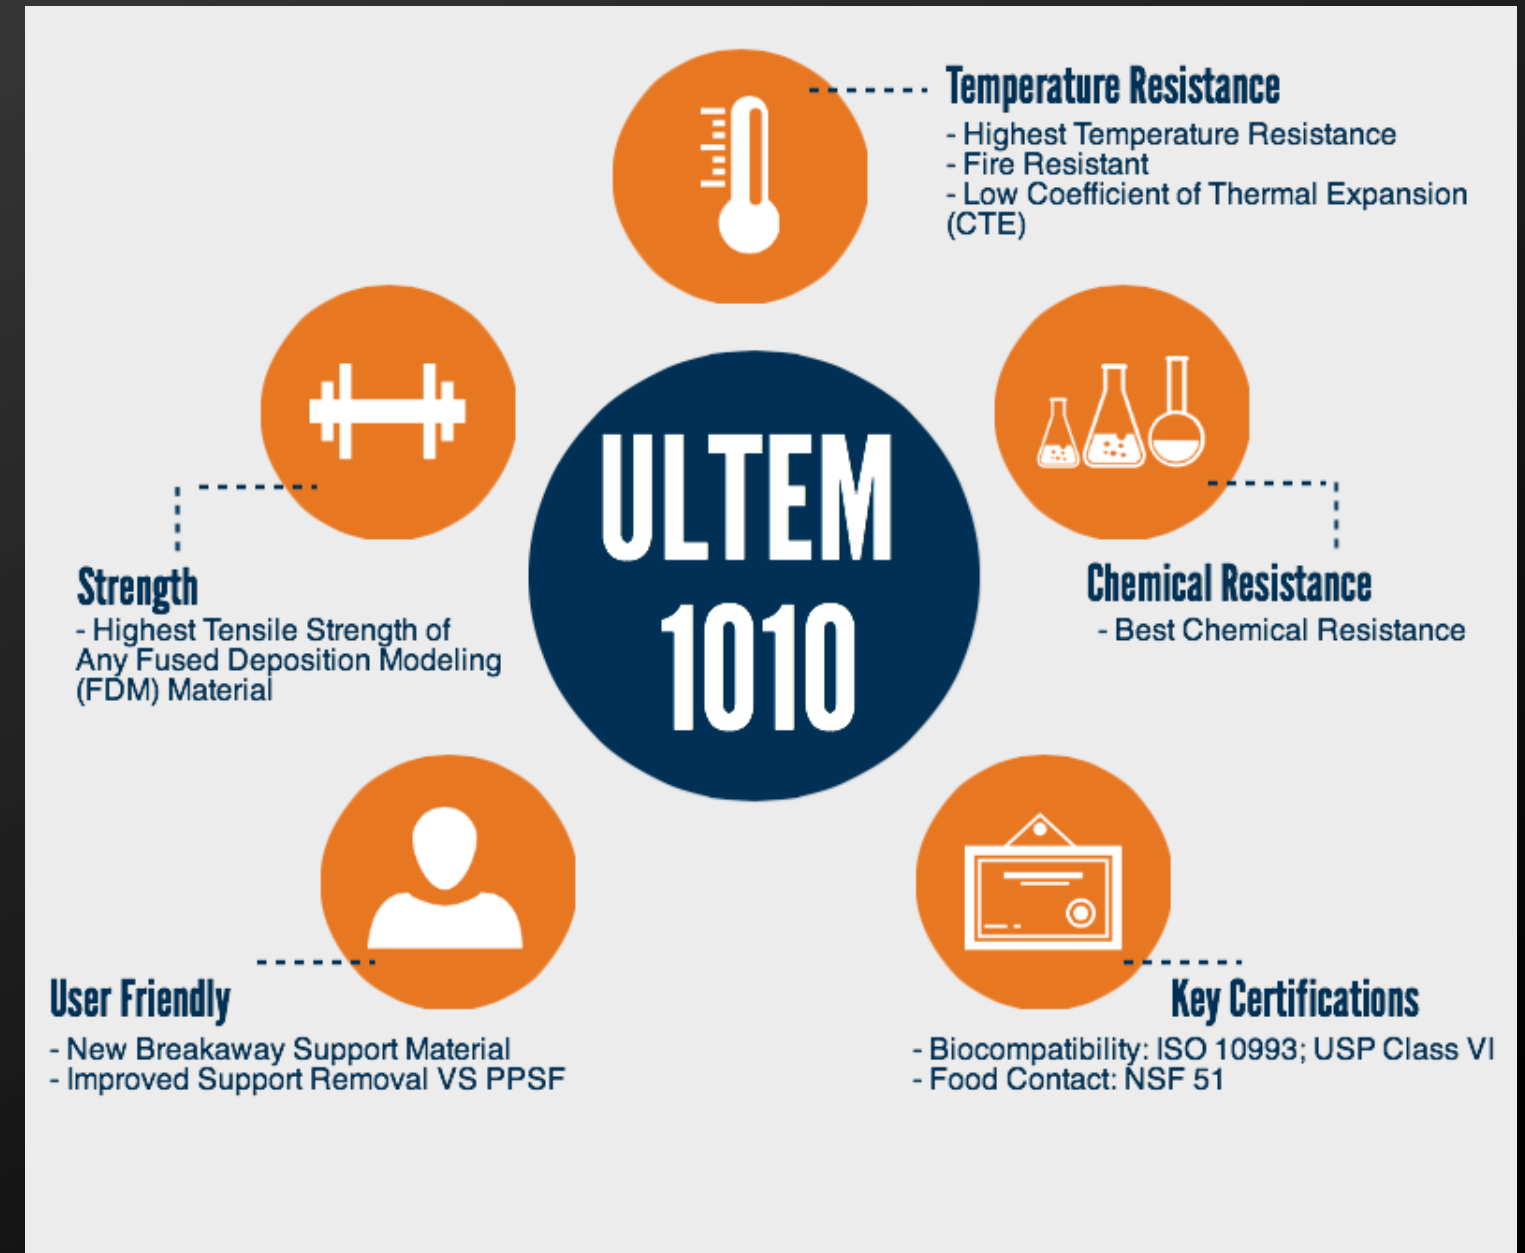 Temperature Resistance
- Highest Temperature Resistance
- Fire Resistant
- Low Coefficient of Thermal Expansion
(CTE)
ULTEM
1010
Strength
- Highest Tensile Strength of
Any Fused Deposition Modeling
(FDM) Material
Chemical Resistance
- Best Chemical Resistance
User Friendly
- New Breakaway Support Material
- Improved Support Removal VS PPSF
Key Certifications
- Biocompatibility: ISO 10993; USP Class VI
- Food Contact: NSF 51